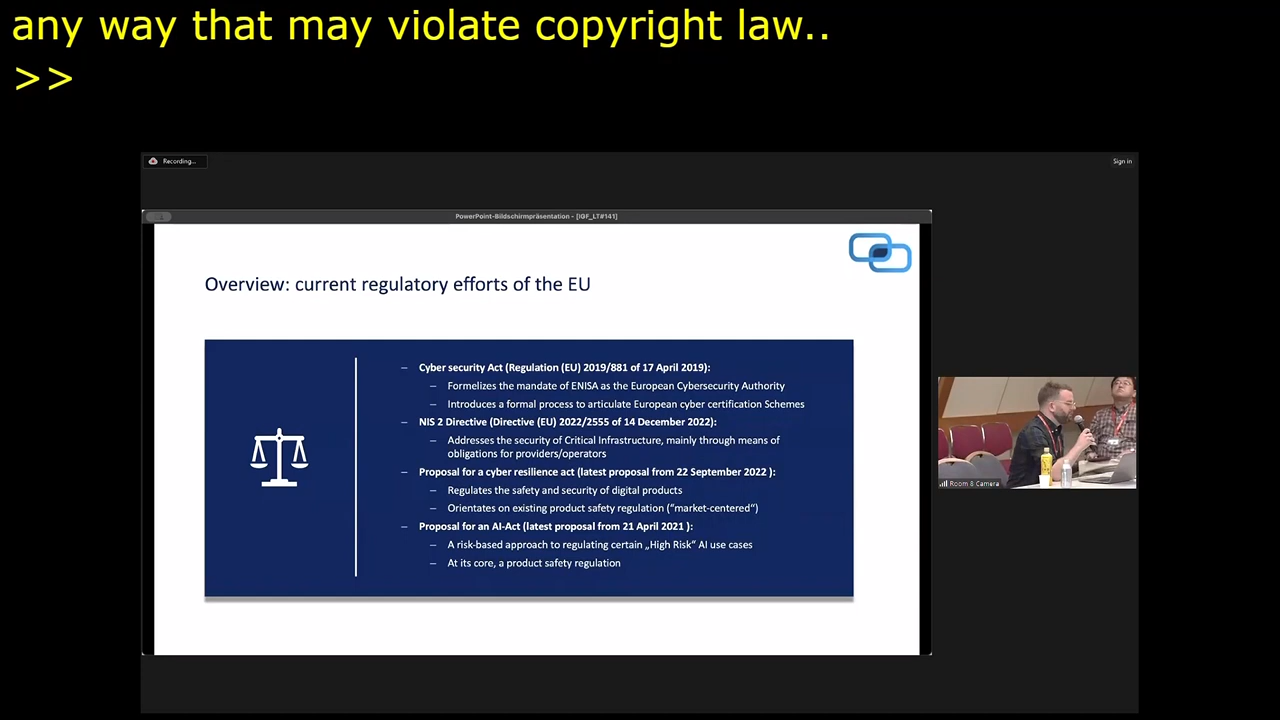 any way that may violate copyright law..
>>
Recording...
Sign in
PowerPoint-Bildschirmpräsentation - [IGF_LT#141]
Overview: current regulatory efforts of the EU
– Cyber security Act (Regulation (EU) 2019/881 of 17 April 2019):
– Formelizes the mandate of ENISA as the European Cybersecurity Authority
– Introduces a formal process to articulate European cyber certification Schemes
– NIS 2 Directive (Directive (EU) 2022/2555 of 14 December 2022):
– Addresses the security of Critical Infrastructure, mainly through means of
obligations for providers/operators
– Proposal for a cyber resilience act (latest proposal from 22 September 2022 ):
– Regulates the safety and security of digital products
– Orientates on existing product safety regulation ("market-centered")
– Proposal for an AI-Act (latest proposal from 21 April 2021 ):
– A risk-based approach to regulating certain „High Risk" AI use cases
– At its core, a product safety regulation
Room 8 Camera